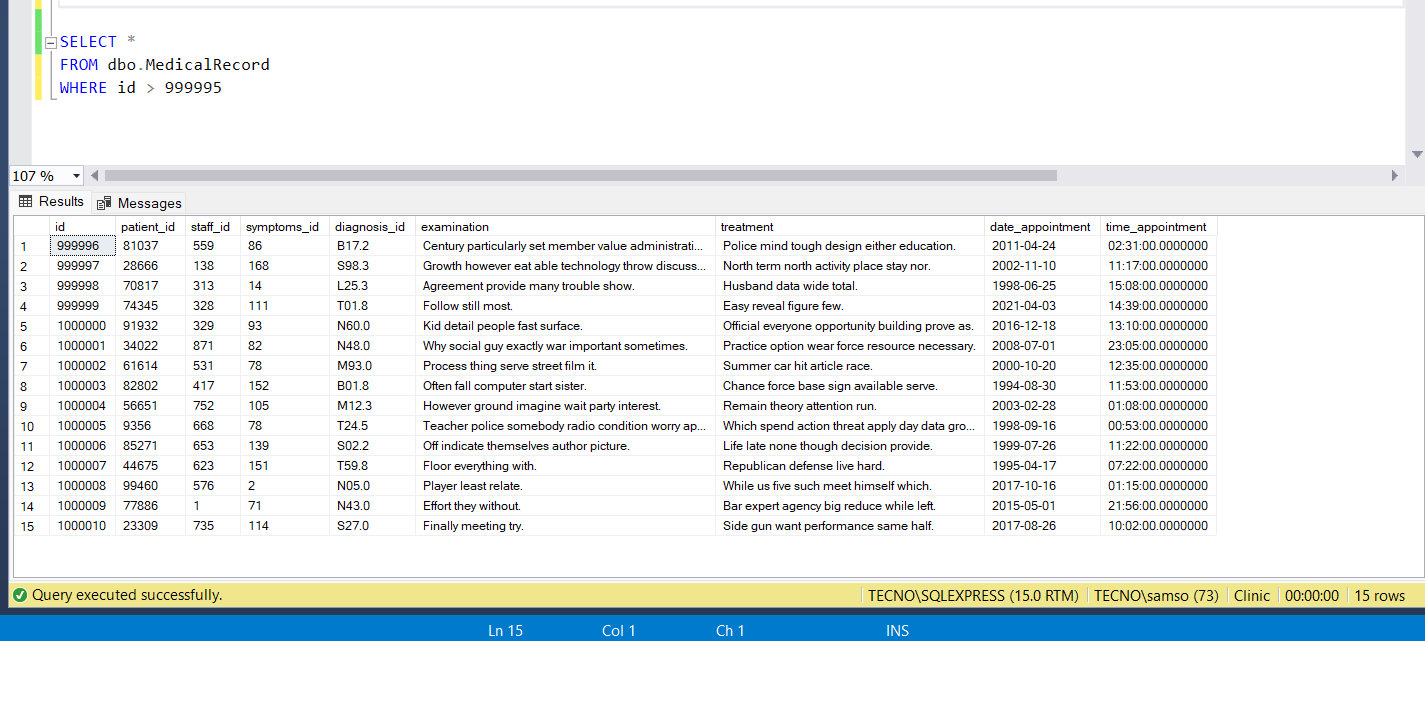 SELECT *
FROM dbo.MedicalRecord
WHERE id > 999995
107 %
Results Messages
id patient_id staff_id symptoms_id diagnosis_id examination treatment date_appointment time_appointment
1 999996 81037 559 86 B17.2 Century particularly set member value administrati... Police mind tough design either education. 2011-04-24 02:31:00.0000000
2 999997 28666 138 168 S98.3 Growth however eat able technology throw discuss... North term north activity place stay nor. 2002-11-10 11:17:00.0000000
3 999998 70817 313 14 L25.3 Agreement provide many trouble show. Husband data wide total. 1998-06-25 15:08:00.0000000
4 999999 74345 328 111 T01.8 Follow still most. Easy reveal figure few. 2021-04-03 14:39:00.0000000
5 1000000 91932 329 93 N60.0 Kid detail people fast surface. Official everyone opportunity building prove as. 2016-12-18 13:10:00.0000000
6 1000001 34022 871 82 N48.0 Why social guy exactly war important sometimes. Practice option wear force resource necessary. 2008-07-01 23:05:00.0000000
7 1000002 61614 531 78 M93.0 Process thing serve street film it. Summer car hit article race. 2000-10-20 12:35:00.0000000
8 1000003 82802 417 152 B01.8 Often fall computer start sister. Chance force base sign available serve. 1994-08-30 11:53:00.0000000
9 1000004 56651 752 105 M12.3 However ground imagine wait party interest. Remain theory attention run. 2003-02-28 01:08:00.0000000
10 1000005 9356 668 78 T24.5 Teacher police somebody radio condition worry ap... Which spend action threat apply day data gro... 1998-09-16 00:53:00.0000000
11 1000006 85271 653 139 S02.2 Off indicate themselves author picture. Life late none though decision provide. 1999-07-26 11:22:00.0000000
12 1000007 44675 623 151 T59.8 Floor everything with. Republican defense live hard. 1995-04-17 07:22:00.0000000
13 1000008 99460 576 2 N05.0 Player least relate. While us five such meet himself which. 2017-10-16 01:15:00.0000000
14 1000009 77886 1 71 N43.0 Effort they without. Bar expert agency big reduce while left. 2015-05-01 21:56:00.0000000
15 1000010 23309 735 114 S27.0 Finally meeting try. Side gun want performance same half. 2017-08-26 10:02:00.0000000
Query executed successfully. TECNO\SQLEXPRESS (15.0 RTM) TECNO\samso (73) Clinic 00:00:00 15 rows
Ln 15 Col 1 Ch 1 INS